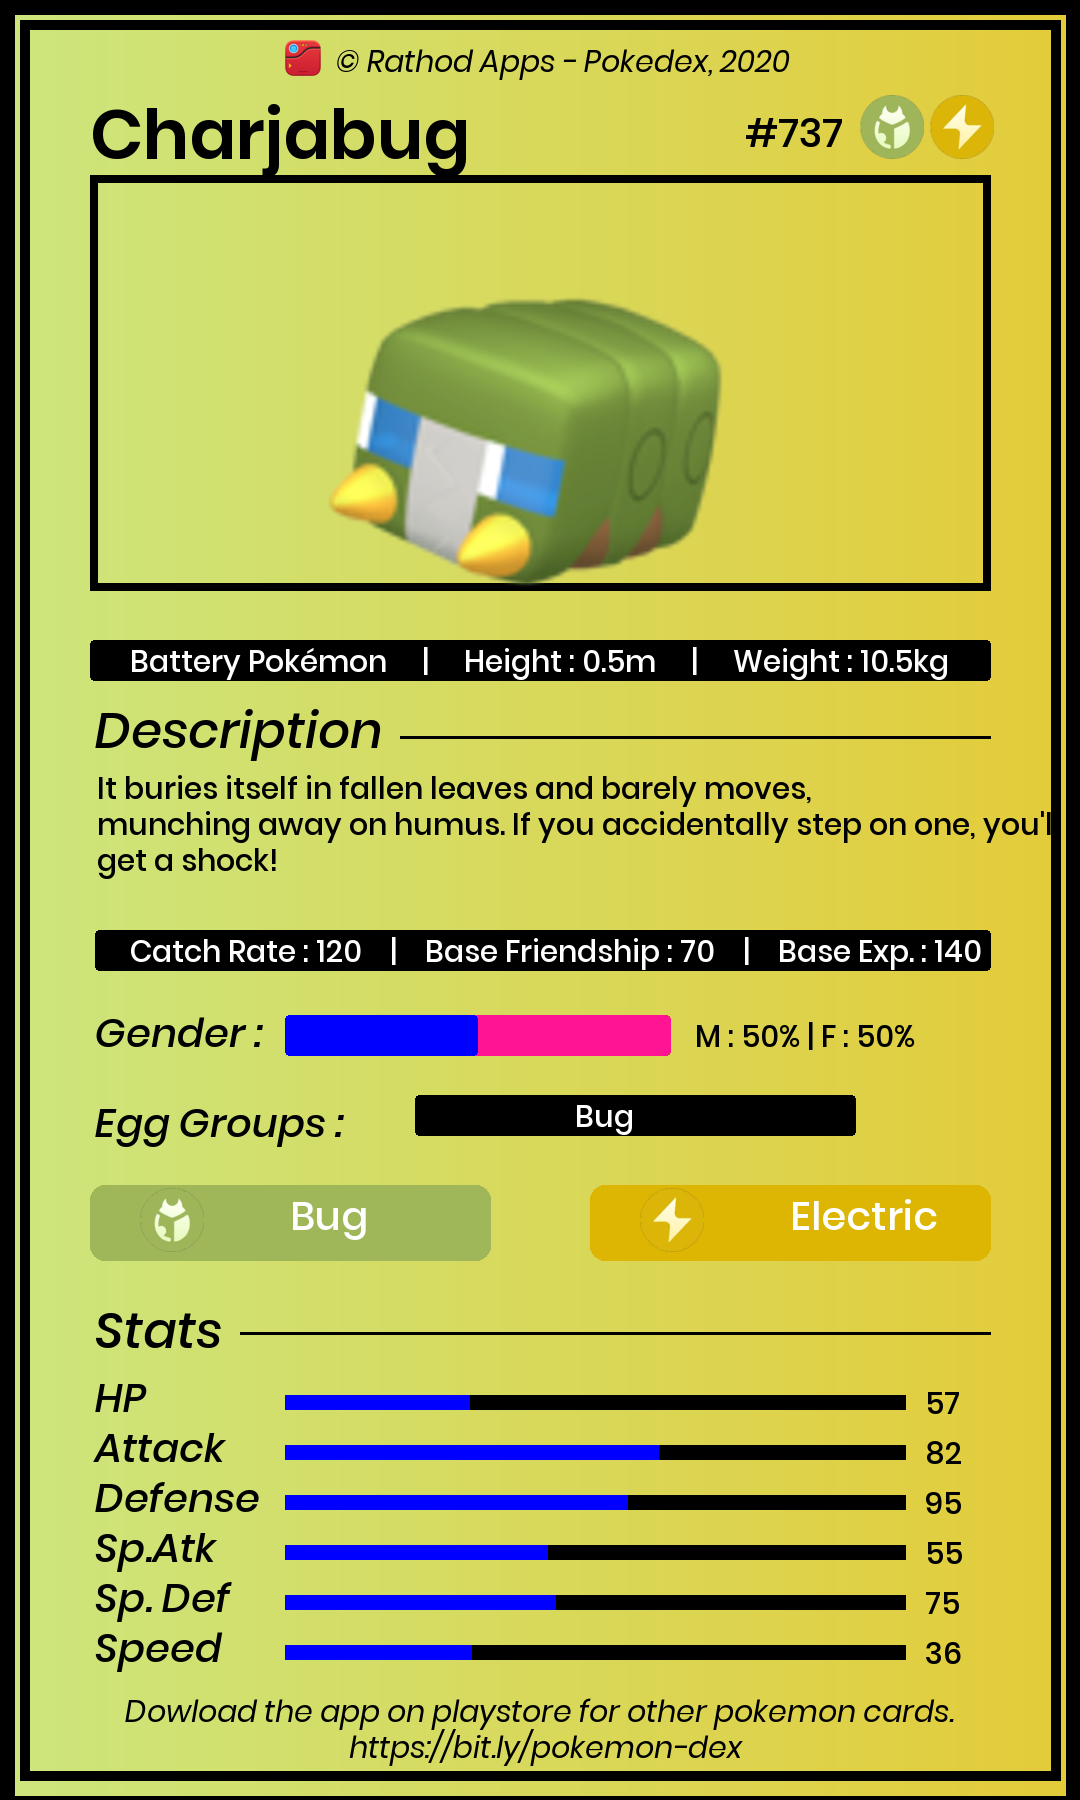 © Rathod Apps - Pokedex, 2020
Charjabug
#737
Battery Pokémon | Height : 0.5m | Weight : 10.5kg
Description
It buries itself in fallen leaves and barely moves,
munching away on humus. If you accidentally step on one, you'l
get a shock!
Catch Rate : 120 | Base Friendship : 70 | Base Exp. : 140
Gender : M : 50% | F : 50%
Egg Groups : Bug
Bug Electric
Stats
HP 57
Attack 82
Defense 95
Sp.Atk 55
Sp. Def 75
Speed 36
Dowload the app on playstore for other pokemon cards.
https://bit.ly/pokemon-dex